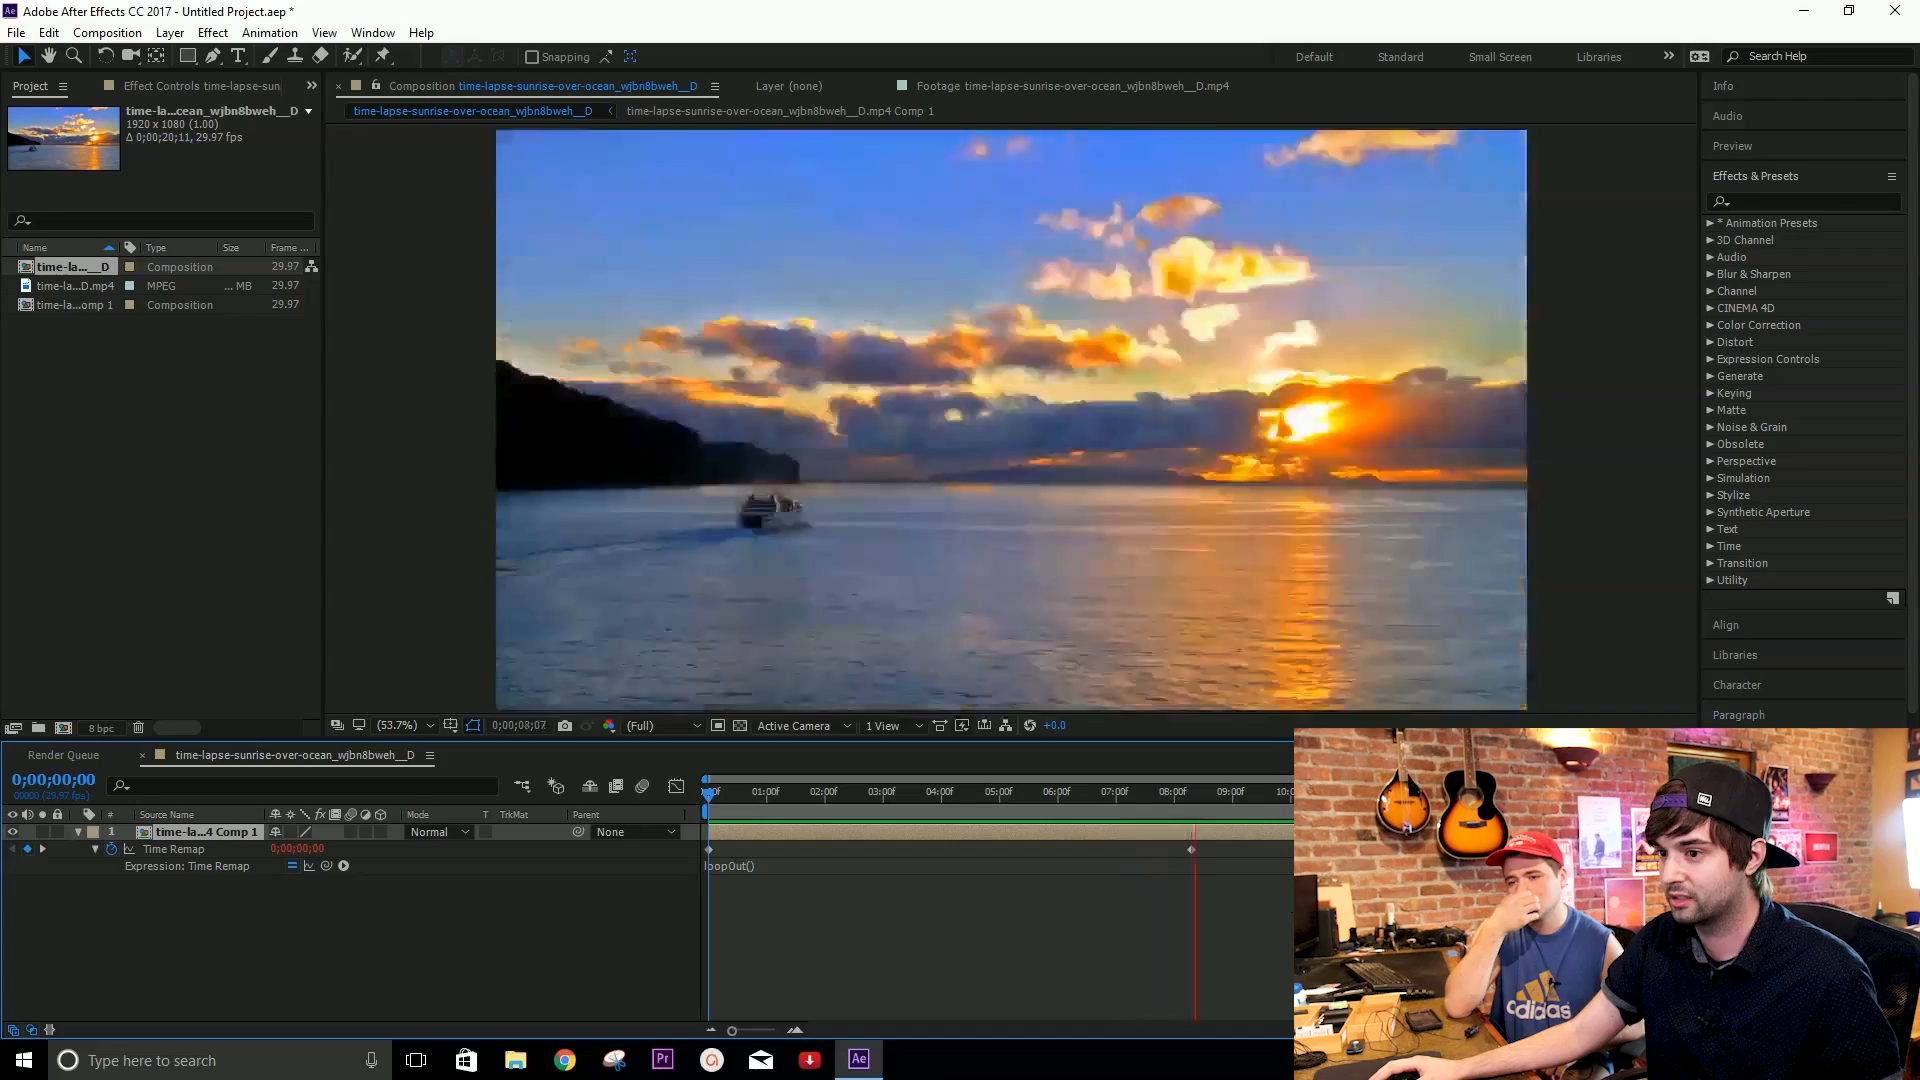 Ae Adobe After Effects CC 2017 - Untitled Project.aep *
File Edit Composition Layer Effect Animation View Window Help
Snapping
Default Standard Small Screen Libraries
Search Help
Project Effect Controls time-lapse-sun
time-la...cean_wjbn8bweh__D
1920 x 1080 (1.00)
Δ 0;00;20;11, 29.97 fps
Name Type Size Frame ...
time-la...__D Composition 29.97
time-la...D.mp4 MPEG ... MB 29.97
time-la...omp 1 Composition 29.97
8 bpc
Composition time-lapse-sunrise-over-ocean_wjbn8bweh__D Layer (none) Footage time-lapse-sunrise-over-ocean_wjbn8bweh__D.mp4
time-lapse-sunrise-over-ocean_wjbn8bweh__D time-lapse-sunrise-over-ocean_wjbn8bweh__D.mp4 Comp 1
(53.7%) 0;00;08;07 (Full) Active Camera 1 View +0.0
Info
Audio
Preview
Effects & Presets
* Animation Presets
3D Channel
Audio
Blur & Sharpen
Channel
CINEMA 4D
Color Correction
Distort
Expression Controls
Generate
Keying
Matte
Noise & Grain
Obsolete
Perspective
Simulation
Stylize
Synthetic Aperture
Text
Time
Transition
Utility
Align
Libraries
Character
Paragraph
Render Queue time-lapse-sunrise-over-ocean_wjbn8bweh__D
0;00;00;00
00000 (29.97 fps)
01:00f 02:00f 03:00f 04:00f 05:00f 06:00f 07:00f 08:00f 09:00f
# Source Name Mode T TrkMat Parent
1 time-la...4 Comp 1 Normal None
Time Remap 0;00;00;00
Expression: Time Remap loopOut()
adidas
Type here to search
Pr
Ae